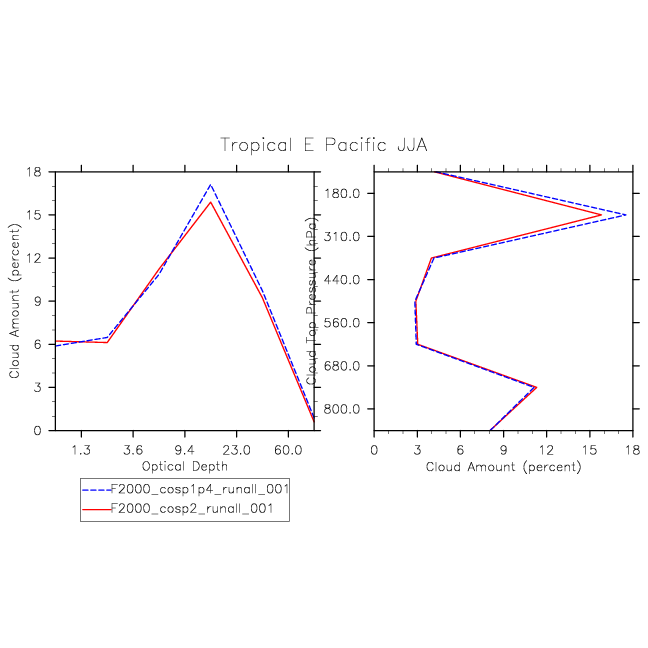 Tropical E Pacific JJA
18
15
12
9
6
3
0
Cloud Amount (percent)
1.3 3.6 9.4 23.0 60.0
Optical Depth
Cloud Top Pressure (hPa)
180.0
310.0
440.0
560.0
680.0
800.0
0 3 6 9 12 15 18
Cloud Amount (percent)
F2000_cosp1p4_runall_001
F2000_cosp2_runall_001